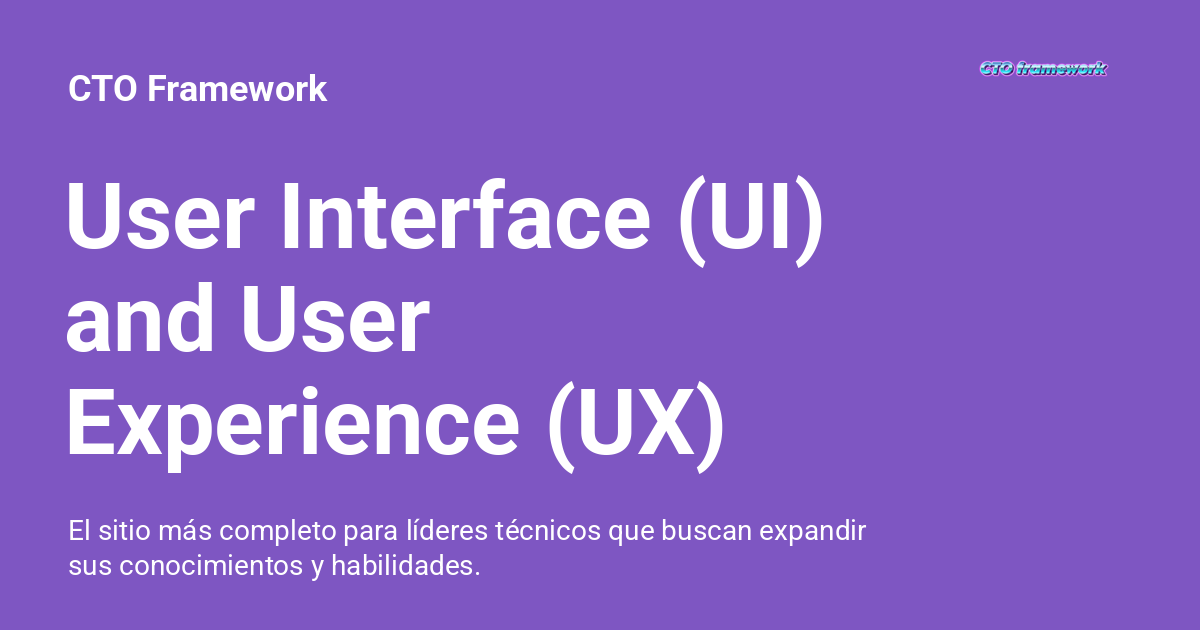 CTO Framework
CTO framework
User Interface (UI)
and User
Experience (UX)
El sitio más completo para líderes técnicos que buscan expandir
sus conocimientos y habilidades.